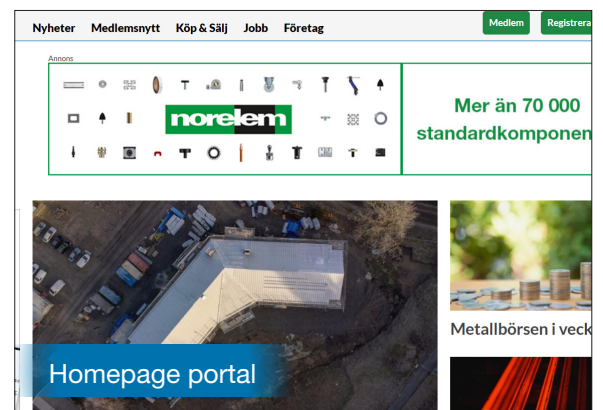 Nyheter Medlemsnytt Köp & Sälj Jobb Företag
Medlem Registrera
Annons
norelem
Mer än 70 000
standardkomponen
Metallbörsen i veck
Homepage portal